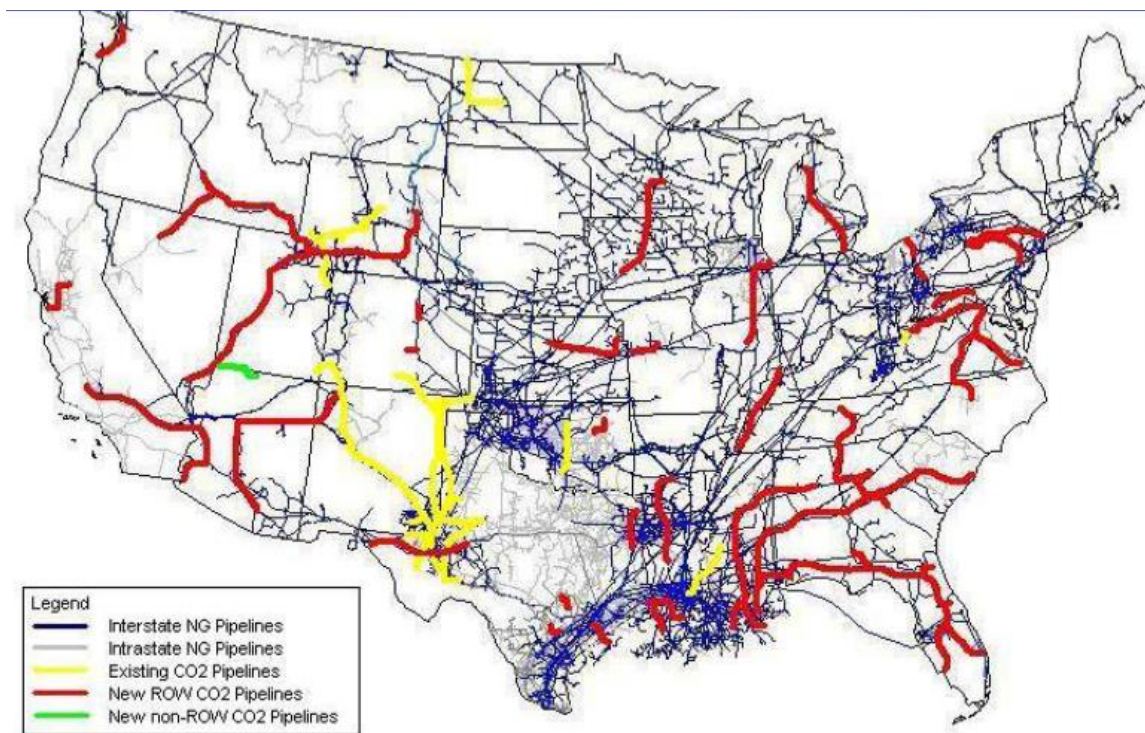 Legend
Interstate NG Pipelines
Intrastate NG Pipelines
Existing CO2 Pipelines
New ROW CO2 Pipelines
New non-ROW CO2 Pipelines